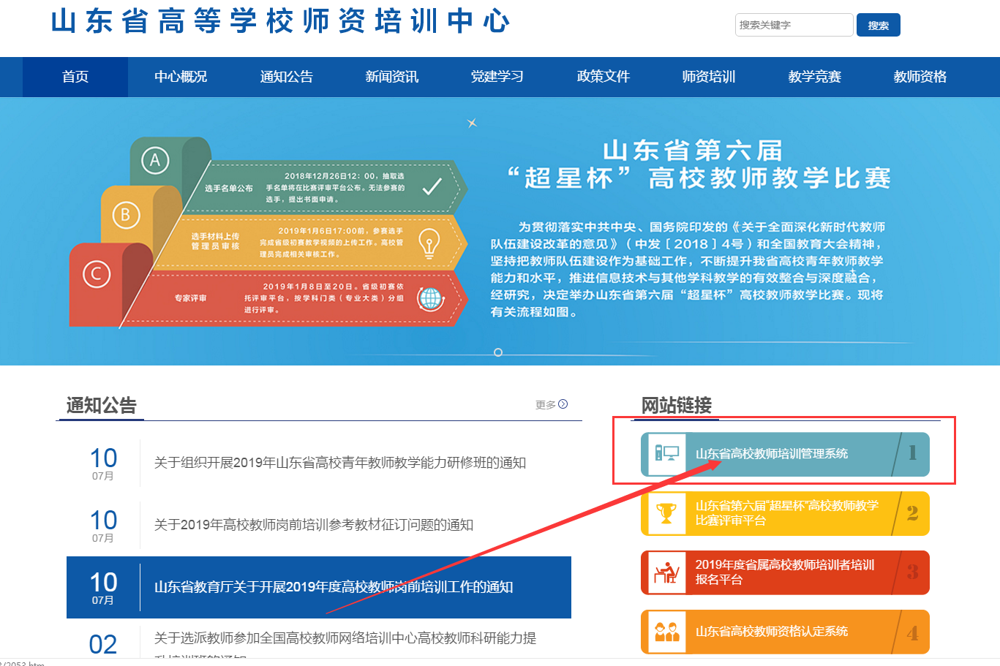 山东省高等学校师资培训中心
搜索关键字
搜索
首页
中心概况
通知公告
新闻资讯
党建学习
政策文件
师资培训
教学竞赛
教师资格
A
选手名单公布
2018年12月26日12：00，抽取选
手名单将在比赛评审平台公布。无法参赛的
选手，提出书面申请。
B
选手材料上传
管理员审核
2019年1月6日17:00前，参赛选手
完成省级初赛教学视频的上传工作。高校管
理员完成相关审核工作。
C
专家评审
2019年1月8日至20日。省级初赛依
托评审平台，按学科门类（专业大类）分组
进行评审。
山东省第六届
“超星杯”高校教师教学比赛
为贯彻落实中共中央、国务院印发的《关于全面深化新时代教师
队伍建设改革的意见》（中发［2018］4号）和全国教育大会精神，
坚持把教师队伍建设作为基础工作，不断提升我省高校青年教师教学
能力和水平，推进信息技术与其他学科教学的有效整合与深度融合，
经研究，决定举办山东省第六届“超星杯”高校教师教学比赛。现将
有关流程如图。
通知公告
更多
10
07月
关于组织开展2019年山东省高校青年教师教学能力研修班的通知
10
07月
关于2019年高校教师岗前培训参考教材征订问题的通知
10
07月
山东省教育厅关于开展2019年度高校教师岗前培训工作的通知
02
关于选派教师参加全国高校教师网络培训中心高校教师科研能力提
网站链接
山东省高校教师培训管理系统
1
山东省第六届“超星杯”高校教师教学
比赛评审平台
2
2019年度省属高校教师培训者培训
报名平台
3
山东省高校教师资格认定系统
4
/2053.htm